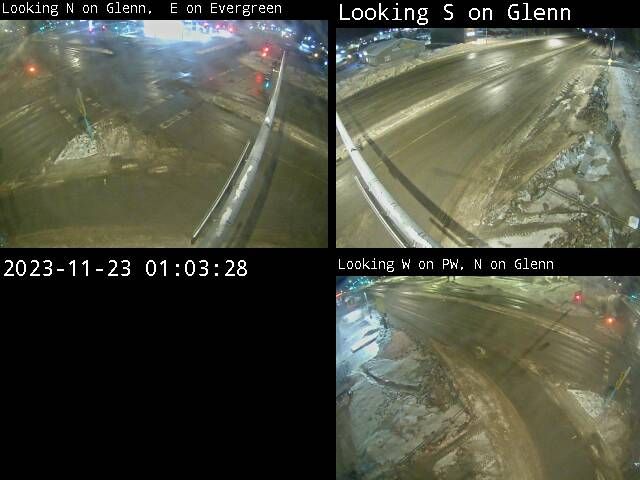 Looking N on Glenn,  E on Evergreen
Looking S on Glenn
2023-11-23 01:03:28
Looking W on PW, N on Glenn